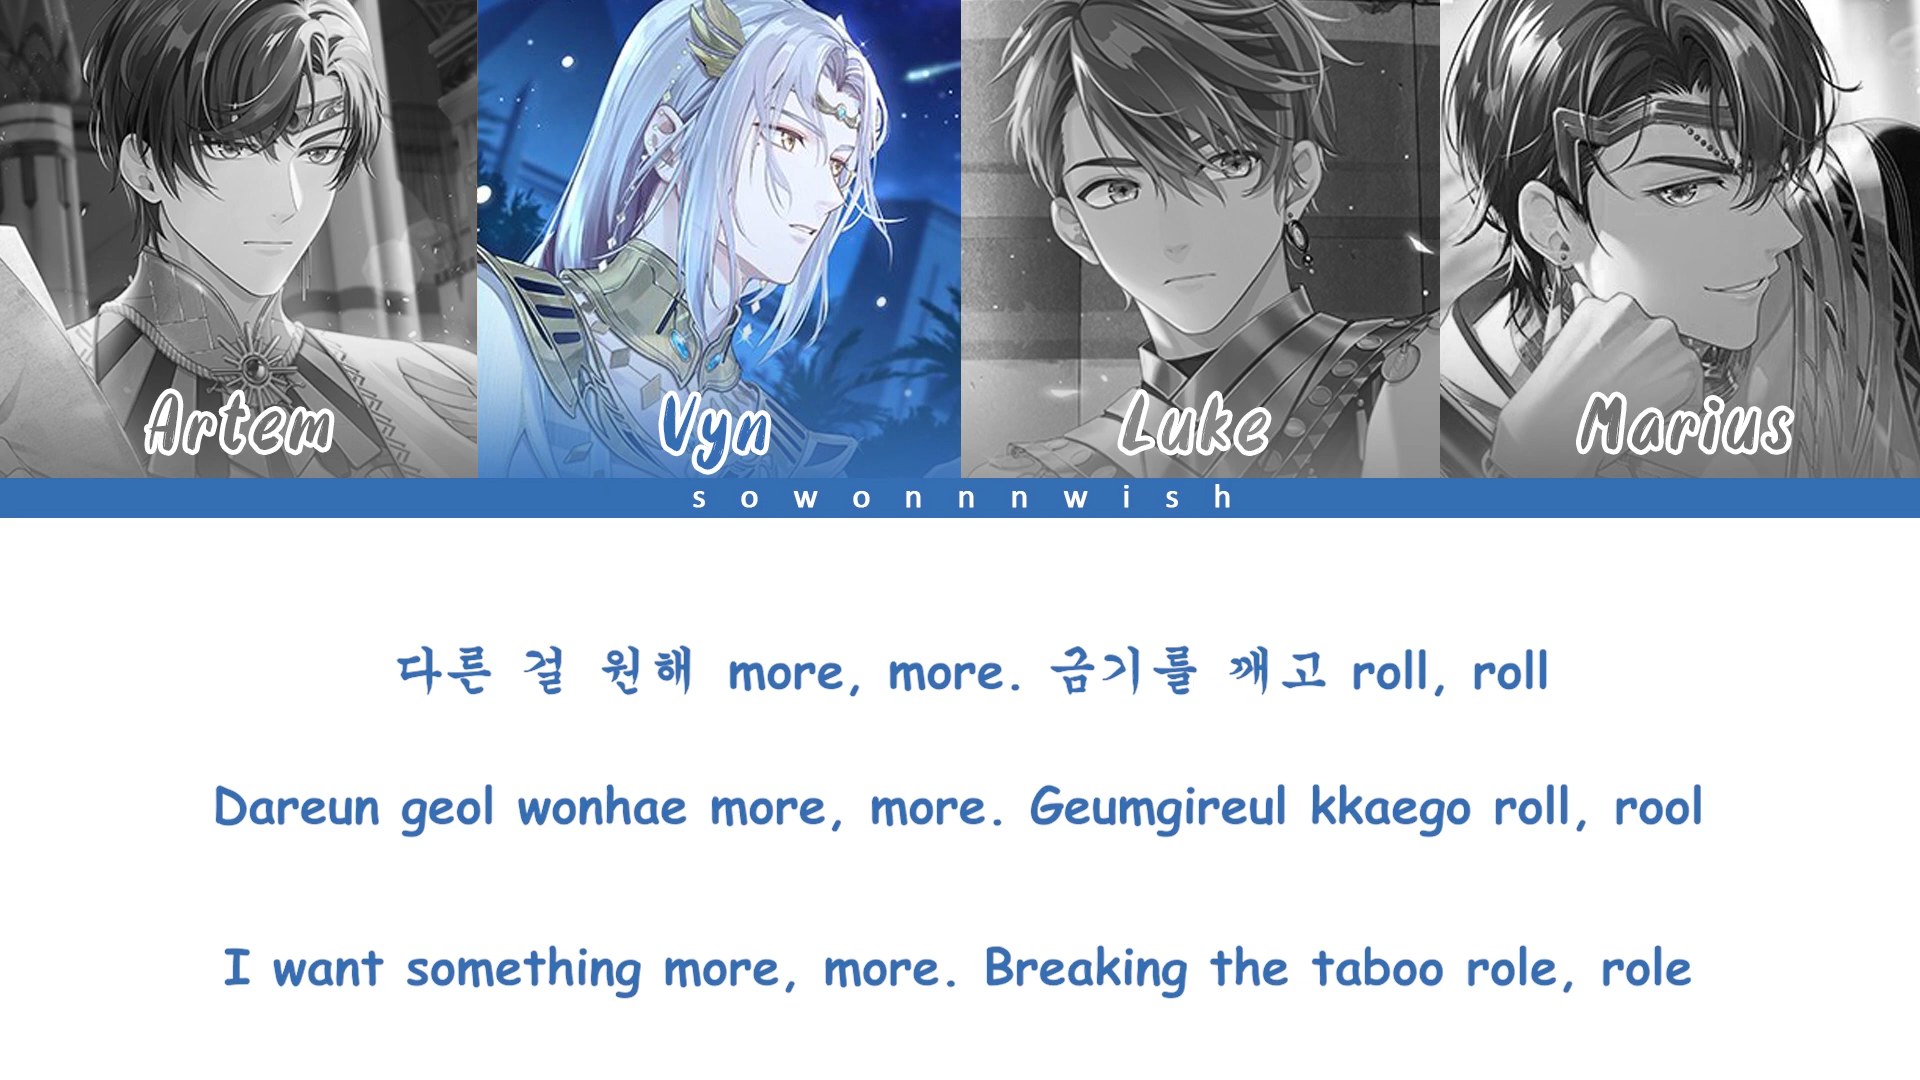 Artem Vyn Luke Marius
sowonnnwish
다른 걸 원해 more, more. 금기를 깨고 roll, roll
Dareun geol wonhae more, more. Geumgireul kkaego roll, rool
I want something more, more. Breaking the taboo role, role